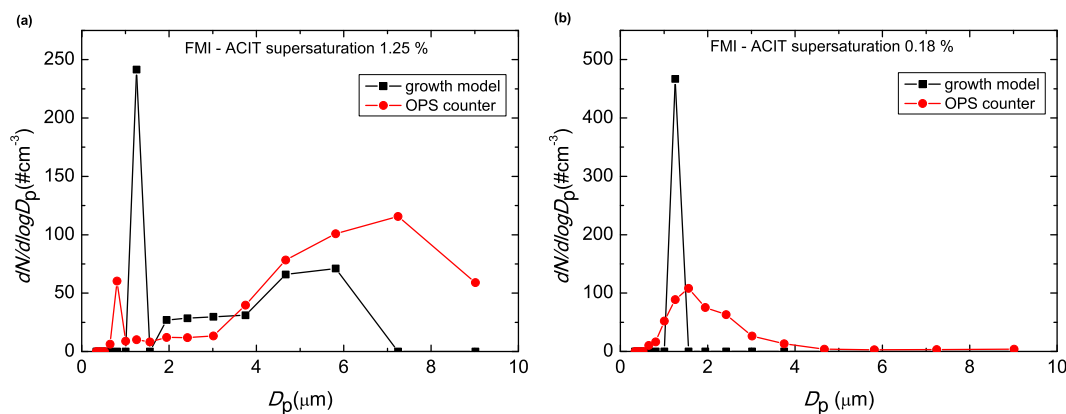 (a)
FMI - ACIT supersaturation 1.25 %
growth model
OPS counter
dN/dlogDp(#cm-3)
250
200
150
100
50
0
0 2 4 6 8 10
Dp(μm)
(b)
FMI - ACIT supersaturation 0.18 %
growth model
OPS counter
dN/dlogDp(#cm-3)
500
400
300
200
100
0
0 2 4 6 8 10
Dp (μm)